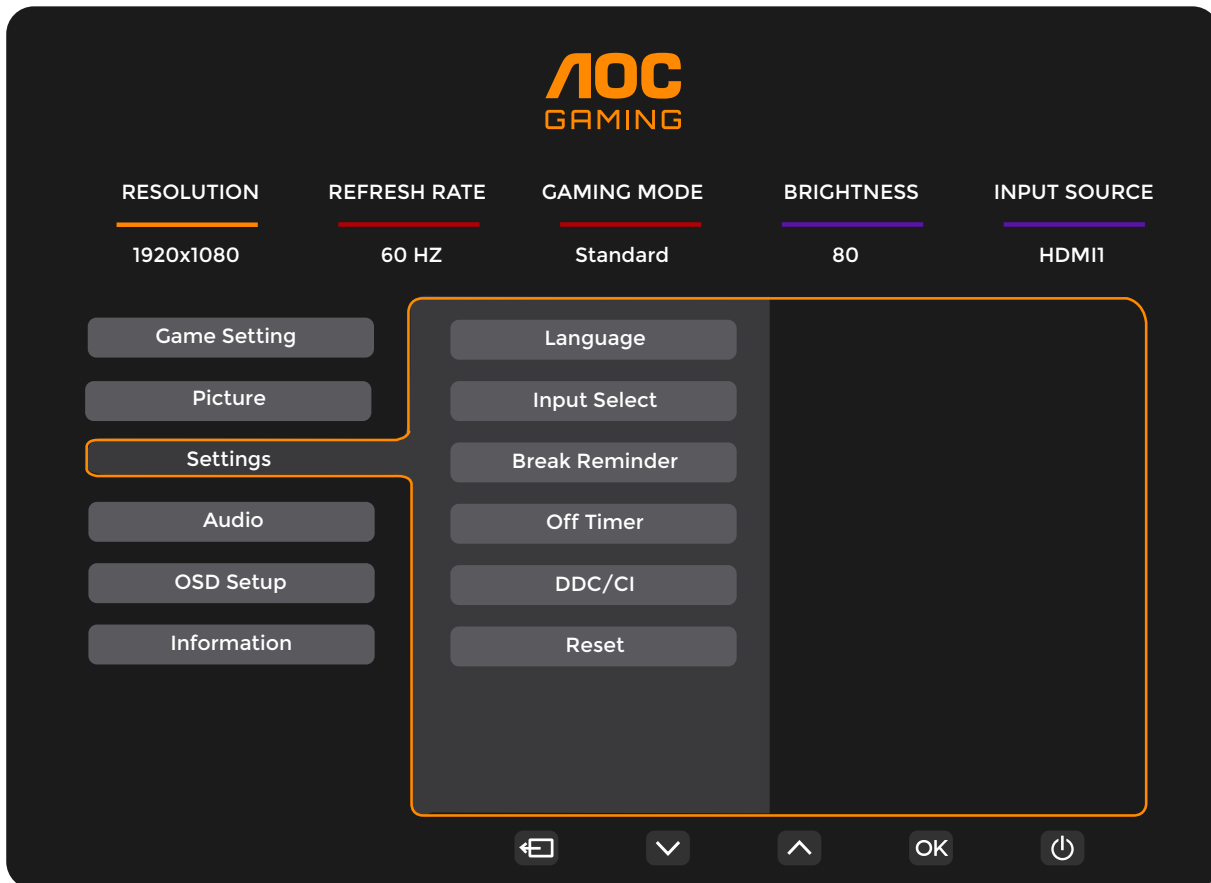 AOC
GAMING
RESOLUTION REFRESH RATE GAMING MODE BRIGHTNESS INPUT SOURCE
1920x1080 60 HZ Standard 80 HDMI1
Game Setting Language
Picture Input Select
Settings Break Reminder
Audio Off Timer
OSD Setup DDC/CI
Information Reset
OK